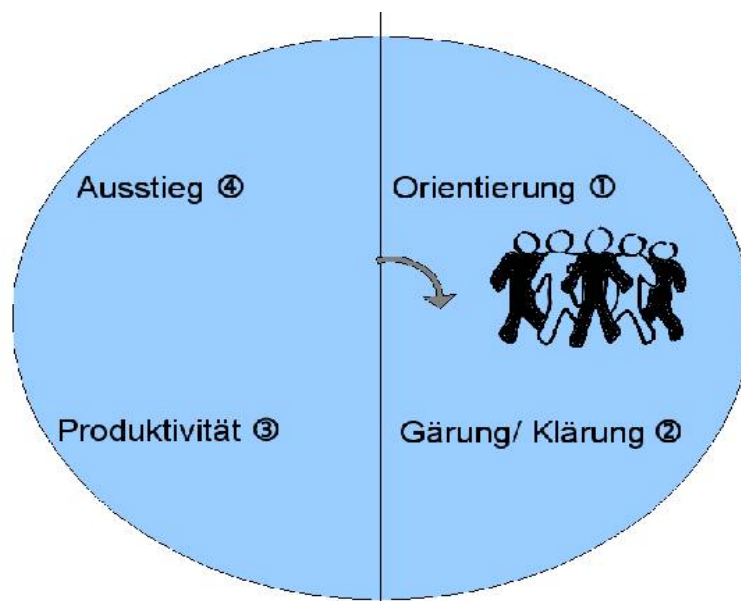 Ausstieg ④
Orientierung ①
Produktivität ③
Gärung/ Klärung ②